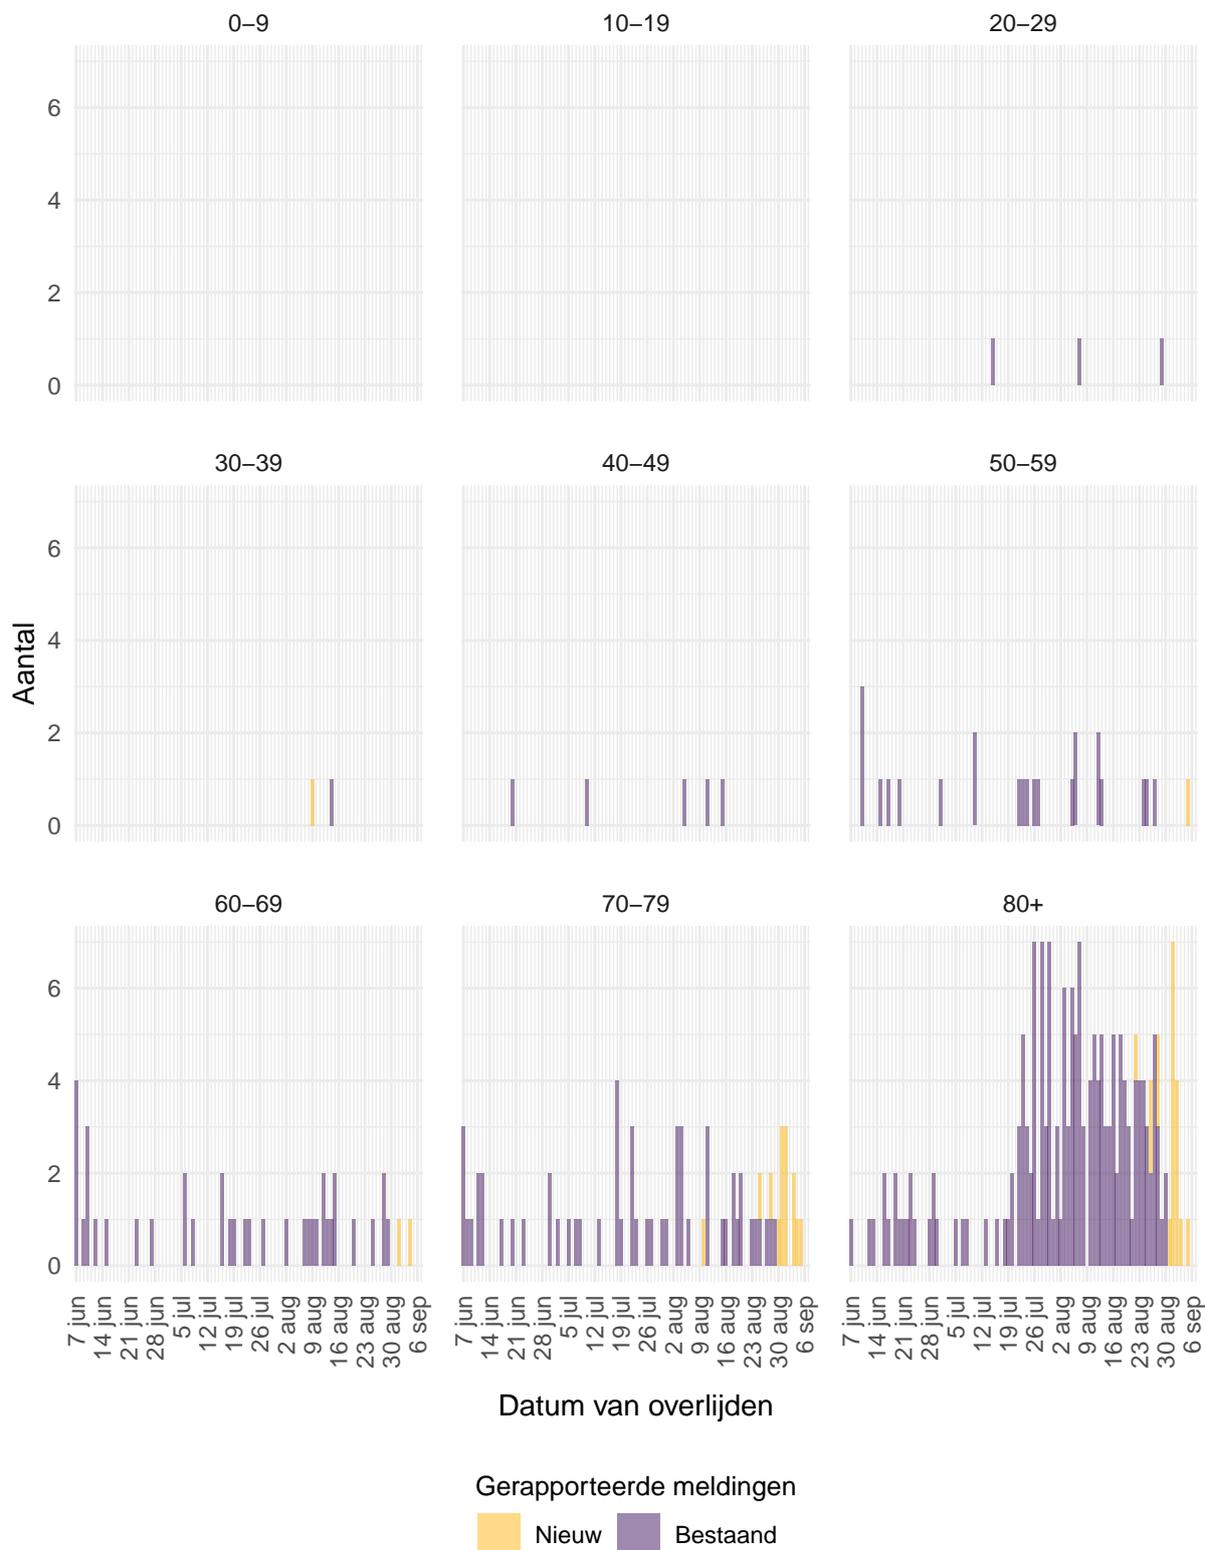 0–9 10–19 20–29
6
4
2
0
30–39 40–49 50–59
6
4
2
0
Aantal
60–69 70–79 80+
6
4
2
0
7 jun 14 jun 21 jun 28 jun 5 jul 12 jul 19 jul 26 jul 2 aug 9 aug 16 aug 23 aug 30 aug 6 sep 7 jun 14 jun 21 jun 28 jun 5 jul 12 jul 19 jul 26 jul 2 aug 9 aug 16 aug 23 aug 30 aug 6 sep 7 jun 14 jun 21 jun 28 jun 5 jul 12 jul 19 jul 26 jul 2 aug 9 aug 16 aug 23 aug 30 aug 6 sep
Datum van overlijden
Gerapporteerde meldingen
Nieuw Bestaand